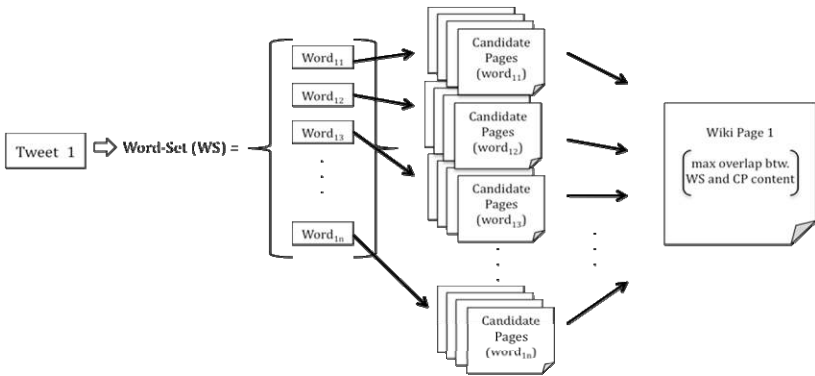 Tweet 1
Word-Set (WS) =
Word₁₁
Word₁₂
Word₁₃
Word₁ₙ
Candidate
Pages
(word₁₁)
Candidate
Pages
(word₁₂)
Candidate
Pages
(word₁₃)
Candidate
Pages
(word₁ₙ)
Wiki Page 1
max overlap btw.
WS and CP content